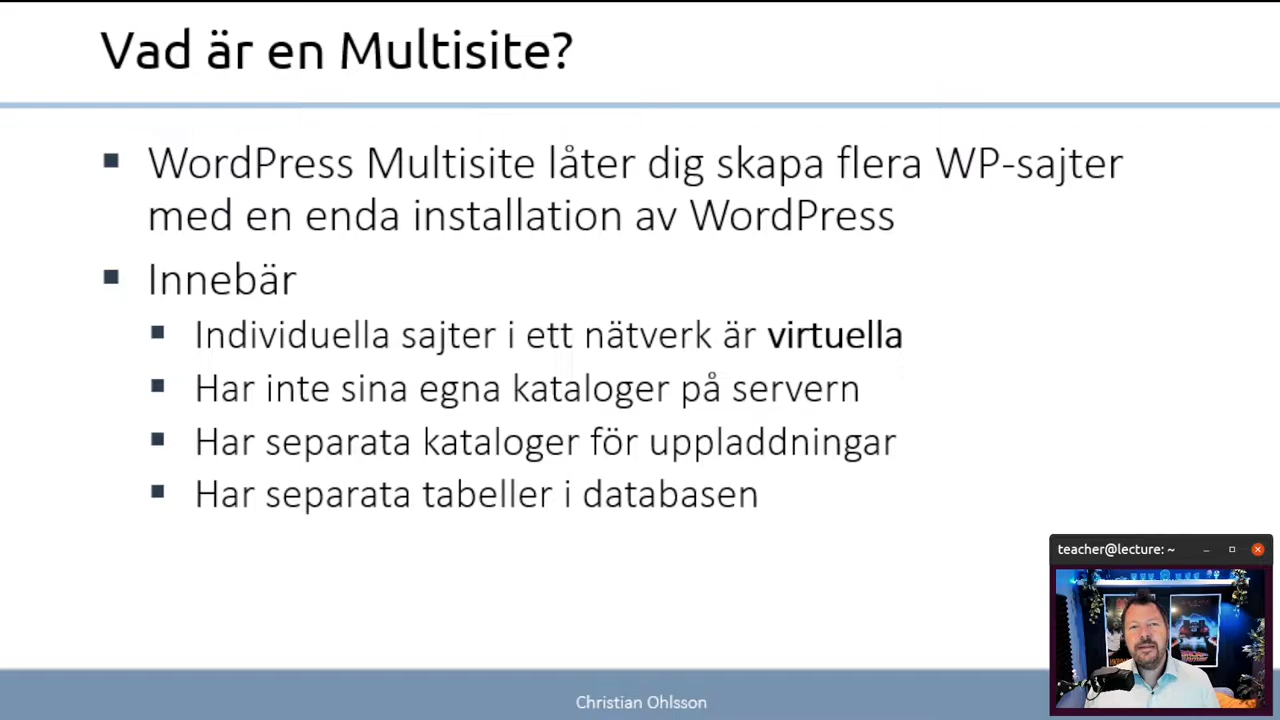 Vad är en Multisite?
WordPress Multisite låter dig skapa flera WP-sajter
med en enda installation av WordPress
Innebär
Individuella sajter i ett nätverk är virtuella
Har inte sina egna kataloger på servern
Har separata kataloger för uppladdningar
Har separata tabeller i databasen
teacher@lecture: ~
Christian Ohlsson